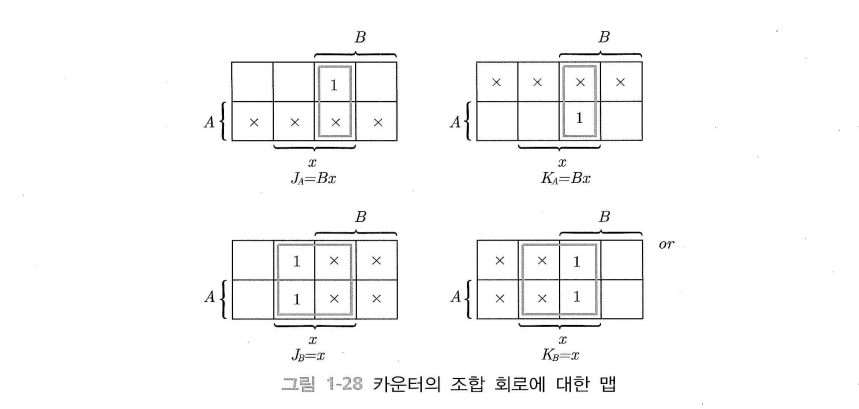 B B
1 × × × ×
A × × × × A 1
x x
J_A=Bx K_A=Bx
B B or
1 × × × × 1
A 1 × × A × × 1
x x
J_B=x K_B=x
그림 1-28 카운터의 조합 회로에 대한 맵